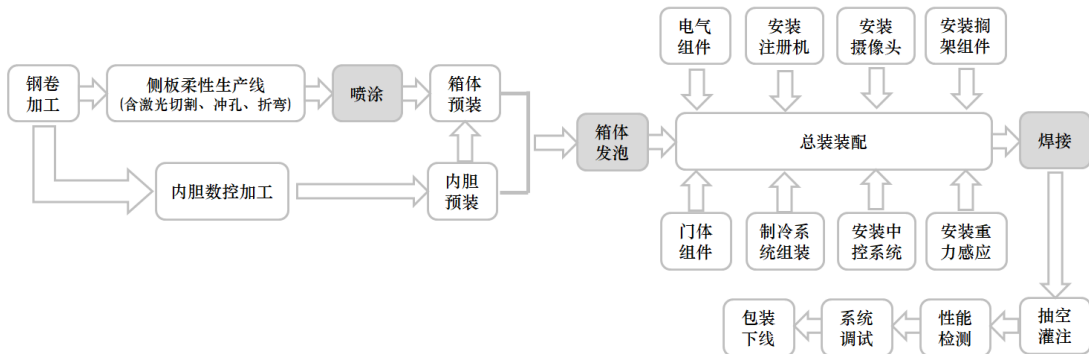 钢卷
加工
侧板柔性生产线
(含激光切割、冲孔、折弯)
喷涂
箱体
预装
内胆数控加工
内胆
预装
箱体
发泡
电气
组件
安装
注册机
安装
摄像头
安装搁
架组件
总装装配
门体
组件
制冷系
统组装
安装中
控系统
安装重
力感应
焊接
抽空
灌注
性能
检测
系统
调试
包装
下线